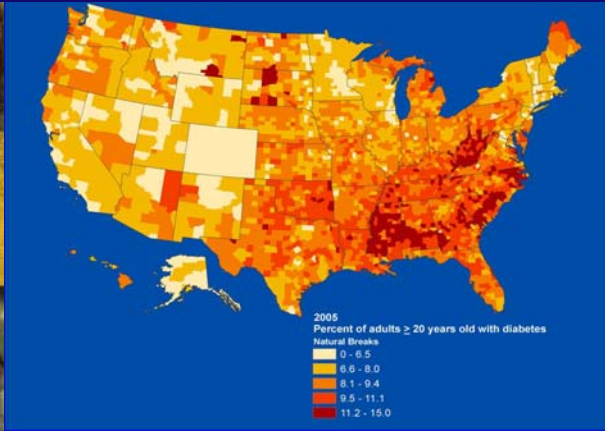 2005
Percent of adults ≥ 20 years old with diabetes
Natural Breaks
0 - 6.5
6.6 - 8.0
8.1 - 9.4
9.5 - 11.1
11.2 - 15.0